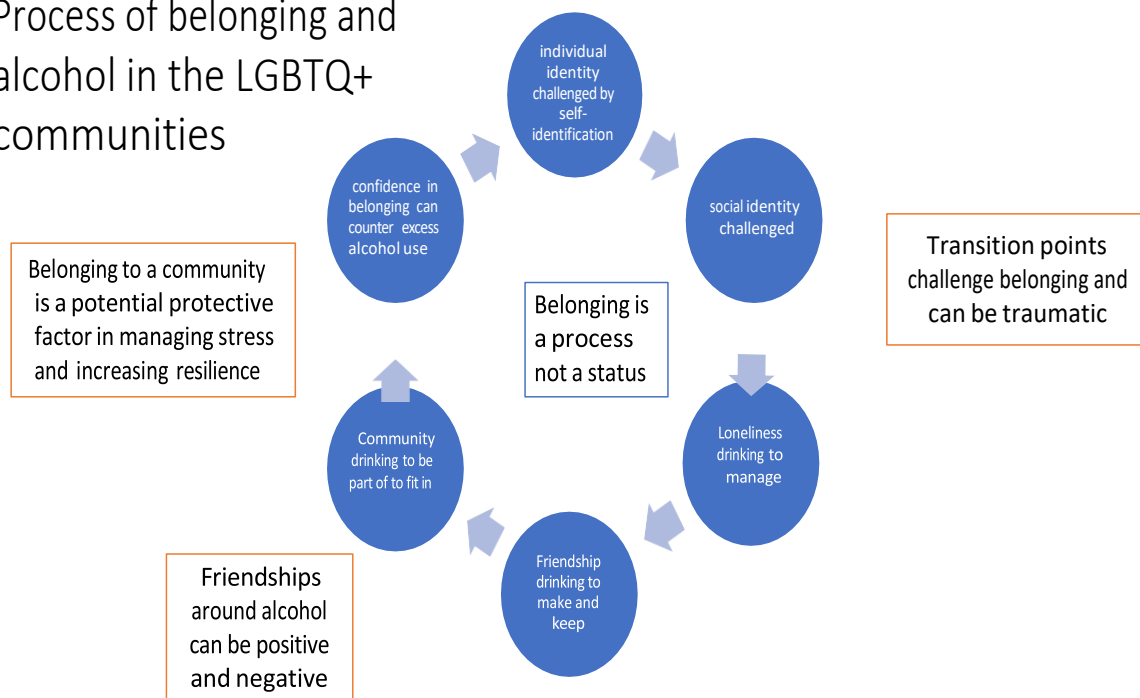 Process of belonging and
alcohol in the LGBTQ+
communities
individual
identity
challenged by
self-
identification
social identity
challenged
Loneliness
drinking to
manage
Friendship
drinking to
make and
keep
Community
drinking to be
part of to fit in
confidence in
belonging can
counter excess
alcohol use
Belonging is
a process
not a status
Transition points
challenge belonging and
can be traumatic
Belonging to a community
is a potential protective
factor in managing stress
and increasing resilience
Friendships
around alcohol
can be positive
and negative